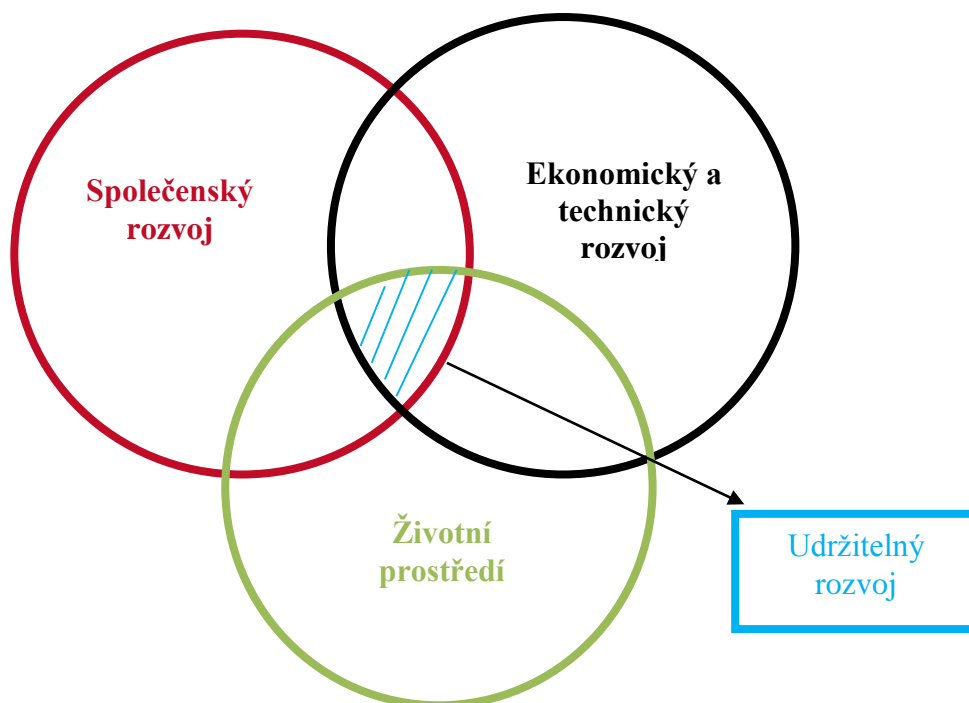 Společenský
rozvoj
Ekonomický a
technický
rozvoj
Životní
prostředí
Udržitelný
rozvoj